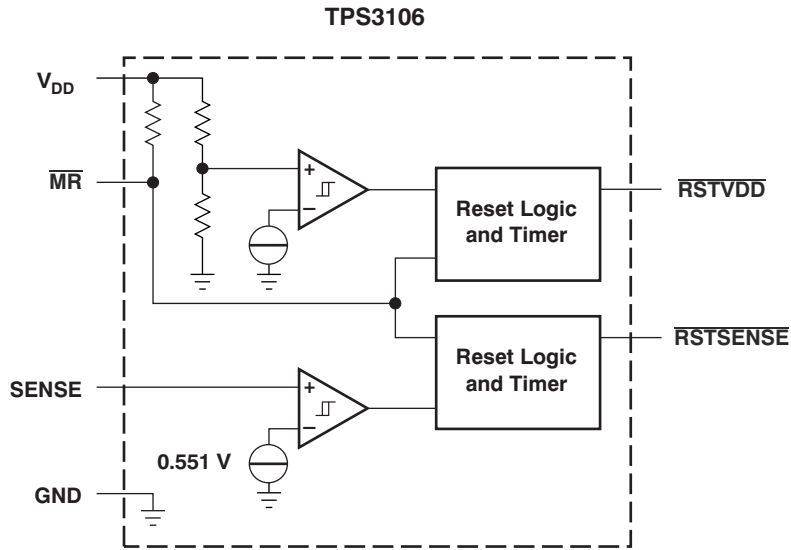 TPS3106
VDD
MR
+
–
Reset Logic
and Timer
RSTVDD
Reset Logic
and Timer
RSTSENSE
SENSE
+
–
0.551 V
GND